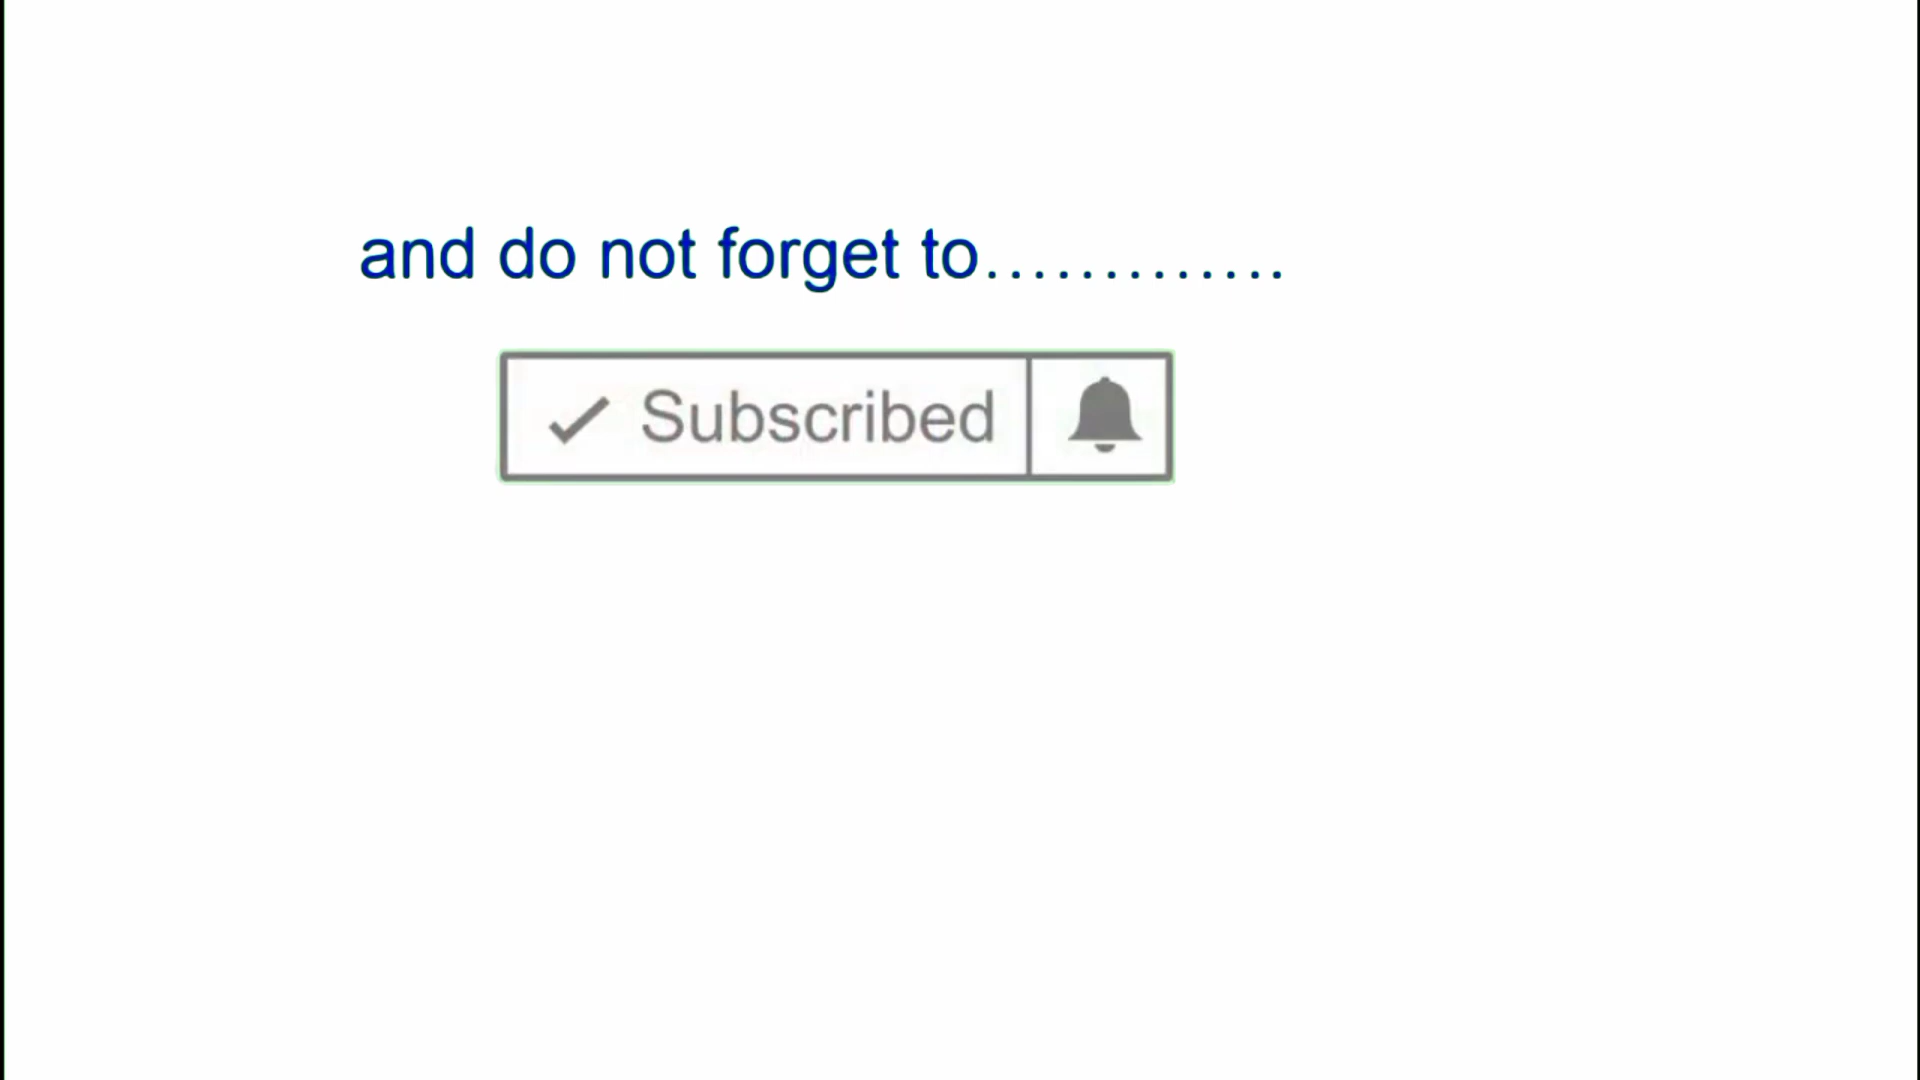 and do not forget to.............
Subscribed